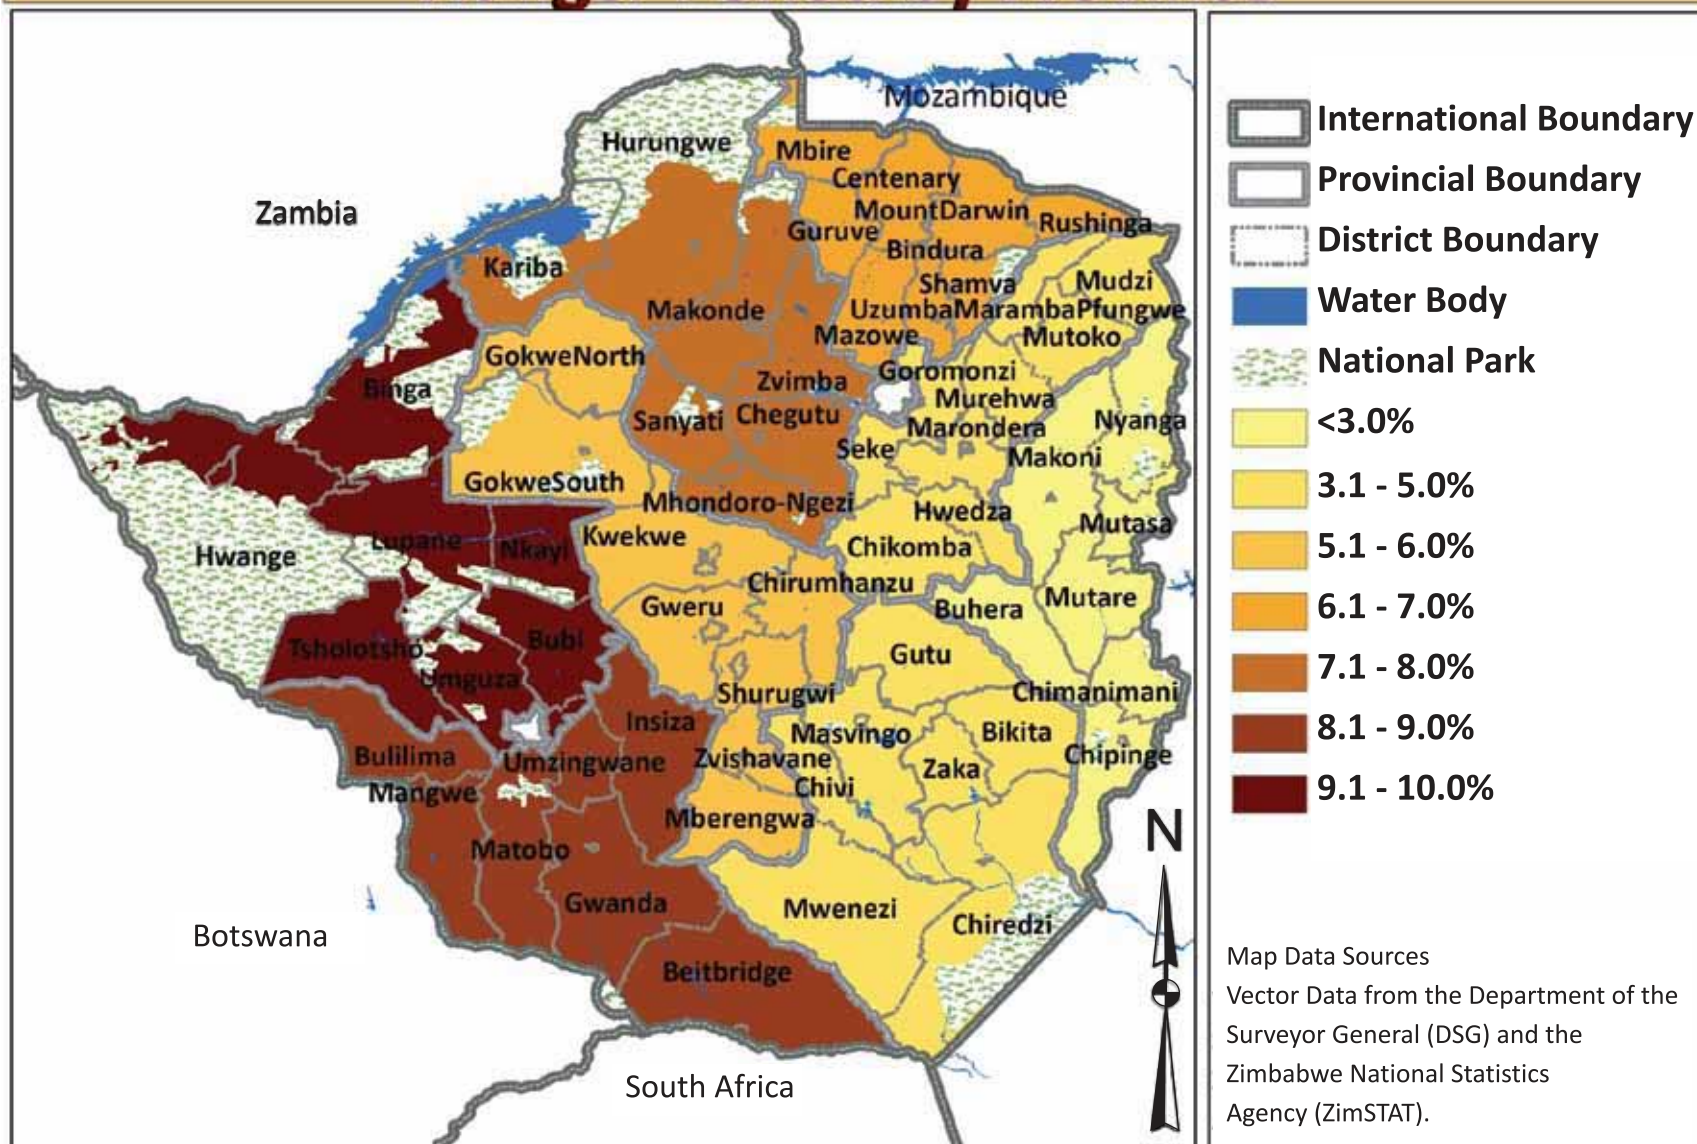 Mozambique
Hurungwe
Mbire
Centenary
Zambia
MountDarwin
Rushinga
Guruve
Bindura
Kariba
Shamva
Mudzi
Makonde
UzumbaMarambaPfungwe
Mazowe
Mutoko
GokweNorth
Goromonzi
Zvimba
Binga
Murehwa
Sanyati
Chegutu
Nyanga
Marondera
Seke
Makoni
GokweSouth
Mhondoro-Ngezi
Hwedza
Mutasa
Kwekwe
Lupane
Nkayi
Chikomba
Hwange
Chirumhanzu
Gweru
Buhera
Mutare
Bubi
Tsholotsho
Gutu
Umguza
Shurugwi
Chimanimani
Insiza
Masvingo
Bikita
Bulilima
Umzingwane
Zvishavane
Chipinge
Zaka
Mangwe
Chivi
Mberengwa
N
Matobo
Gwanda
Mwenezi
Chiredzi
Botswana
Beitbridge
South Africa
International Boundary
Provincial Boundary
District Boundary
Water Body
National Park
<3.0%
3.1 - 5.0%
5.1 - 6.0%
6.1 - 7.0%
7.1 - 8.0%
8.1 - 9.0%
9.1 - 10.0%
Map Data Sources
Vector Data from the Department of the
Surveyor General (DSG) and the
Zimbabwe National Statistics
Agency (ZimSTAT).